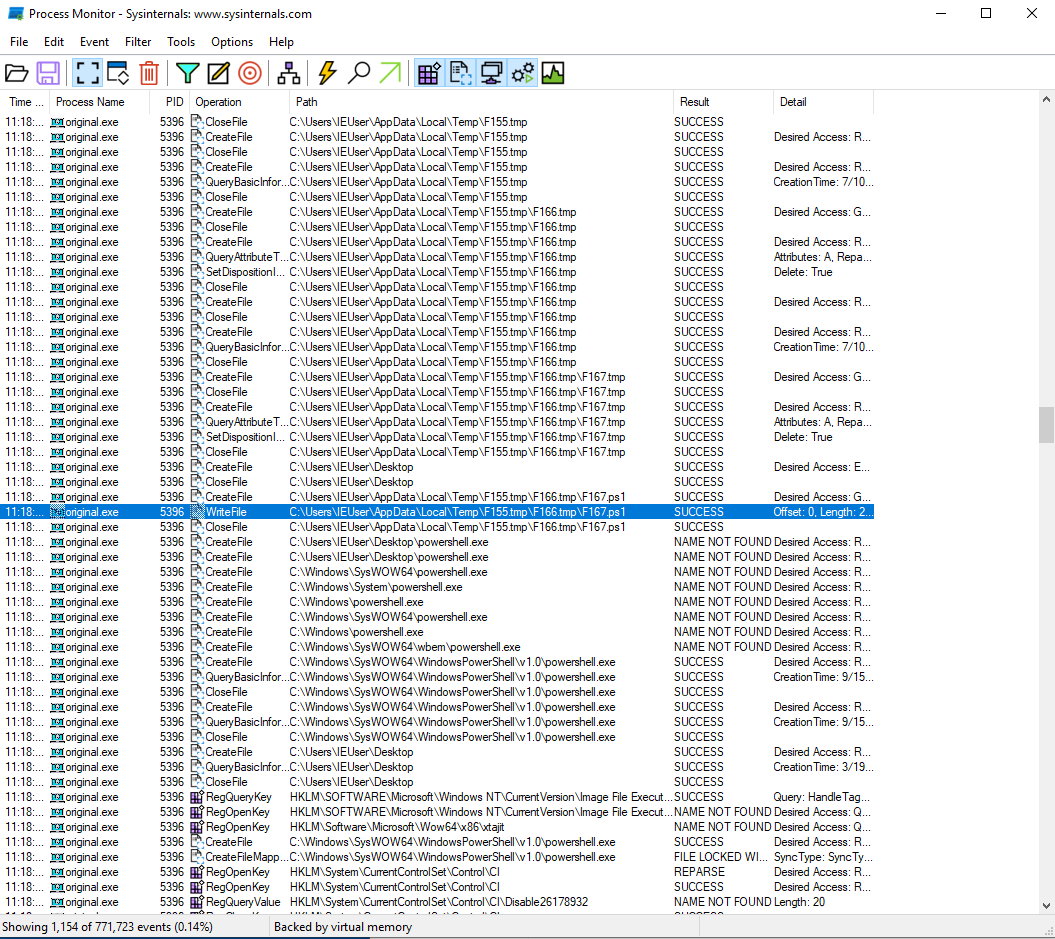 Process Monitor - Sysinternals: www.sysinternals.com
File Edit Event Filter Tools Options Help
Time ... Process Name PID Operation Path Result Detail
11:18:... original.exe 5396 CloseFile C:\Users\IEUser\AppData\Local\Temp\F155.tmp SUCCESS
11:18:... original.exe 5396 CreateFile C:\Users\IEUser\AppData\Local\Temp\F155.tmp SUCCESS Desired Access: R...
11:18:... original.exe 5396 CloseFile C:\Users\IEUser\AppData\Local\Temp\F155.tmp SUCCESS
11:18:... original.exe 5396 CreateFile C:\Users\IEUser\AppData\Local\Temp\F155.tmp SUCCESS Desired Access: R...
11:18:... original.exe 5396 QueryBasicInfor...C:\Users\IEUser\AppData\Local\Temp\F155.tmp SUCCESS CreationTime: 7/10...
11:18:... original.exe 5396 CloseFile C:\Users\IEUser\AppData\Local\Temp\F155.tmp SUCCESS
11:18:... original.exe 5396 CreateFile C:\Users\IEUser\AppData\Local\Temp\F155.tmp\F166.tmp SUCCESS Desired Access: G...
11:18:... original.exe 5396 CloseFile C:\Users\IEUser\AppData\Local\Temp\F155.tmp\F166.tmp SUCCESS
11:18:... original.exe 5396 CreateFile C:\Users\IEUser\AppData\Local\Temp\F155.tmp\F166.tmp SUCCESS Desired Access: R...
11:18:... original.exe 5396 QueryAttributeT...C:\Users\IEUser\AppData\Local\Temp\F155.tmp\F166.tmp SUCCESS Attributes: A, Repa...
11:18:... original.exe 5396 SetDispositionI... C:\Users\IEUser\AppData\Local\Temp\F155.tmp\F166.tmp SUCCESS Delete: True
11:18:... original.exe 5396 CloseFile C:\Users\IEUser\AppData\Local\Temp\F155.tmp\F166.tmp SUCCESS
11:18:... original.exe 5396 CreateFile C:\Users\IEUser\AppData\Local\Temp\F155.tmp\F166.tmp SUCCESS Desired Access: R...
11:18:... original.exe 5396 CloseFile C:\Users\IEUser\AppData\Local\Temp\F155.tmp\F166.tmp SUCCESS
11:18:... original.exe 5396 CreateFile C:\Users\IEUser\AppData\Local\Temp\F155.tmp\F166.tmp SUCCESS Desired Access: R...
11:18:... original.exe 5396 QueryBasicInfor...C:\Users\IEUser\AppData\Local\Temp\F155.tmp\F166.tmp SUCCESS CreationTime: 7/10...
11:18:... original.exe 5396 CloseFile C:\Users\IEUser\AppData\Local\Temp\F155.tmp\F166.tmp SUCCESS
11:18:... original.exe 5396 CreateFile C:\Users\IEUser\AppData\Local\Temp\F155.tmp\F166.tmp\F167.tmp SUCCESS Desired Access: G...
11:18:... original.exe 5396 CloseFile C:\Users\IEUser\AppData\Local\Temp\F155.tmp\F166.tmp\F167.tmp SUCCESS
11:18:... original.exe 5396 CreateFile C:\Users\IEUser\AppData\Local\Temp\F155.tmp\F166.tmp\F167.tmp SUCCESS Desired Access: R...
11:18:... original.exe 5396 QueryAttributeT...C:\Users\IEUser\AppData\Local\Temp\F155.tmp\F166.tmp\F167.tmp SUCCESS Attributes: A, Repa...
11:18:... original.exe 5396 SetDispositionI... C:\Users\IEUser\AppData\Local\Temp\F155.tmp\F166.tmp\F167.tmp SUCCESS Delete: True
11:18:... original.exe 5396 CloseFile C:\Users\IEUser\AppData\Local\Temp\F155.tmp\F166.tmp\F167.tmp SUCCESS
11:18:... original.exe 5396 CreateFile C:\Users\IEUser\Desktop SUCCESS Desired Access: E...
11:18:... original.exe 5396 CloseFile C:\Users\IEUser\Desktop SUCCESS
11:18:... original.exe 5396 CreateFile C:\Users\IEUser\AppData\Local\Temp\F155.tmp\F166.tmp\F167.ps1 SUCCESS Desired Access: G...
11:18:... original.exe 5396 WriteFile C:\Users\IEUser\AppData\Local\Temp\F155.tmp\F166.tmp\F167.ps1 SUCCESS Offset: 0, Length: 2...
11:18:... original.exe 5396 CloseFile C:\Users\IEUser\AppData\Local\Temp\F155.tmp\F166.tmp\F167.ps1 SUCCESS
11:18:... original.exe 5396 CreateFile C:\Users\IEUser\Desktop\powershell.exe NAME NOT FOUND Desired Access: R...
11:18:... original.exe 5396 CreateFile C:\Users\IEUser\Desktop\powershell.exe NAME NOT FOUND Desired Access: R...
11:18:... original.exe 5396 CreateFile C:\Windows\SysWOW64\powershell.exe NAME NOT FOUND Desired Access: R...
11:18:... original.exe 5396 CreateFile C:\Windows\System\powershell.exe NAME NOT FOUND Desired Access: R...
11:18:... original.exe 5396 CreateFile C:\Windows\powershell.exe NAME NOT FOUND Desired Access: R...
11:18:... original.exe 5396 CreateFile C:\Windows\SysWOW64\powershell.exe NAME NOT FOUND Desired Access: R...
11:18:... original.exe 5396 CreateFile C:\Windows\powershell.exe NAME NOT FOUND Desired Access: R...
11:18:... original.exe 5396 CreateFile C:\Windows\SysWOW64\wbem\powershell.exe NAME NOT FOUND Desired Access: R...
11:18:... original.exe 5396 CreateFile C:\Windows\SysWOW64\WindowsPowerShell\v1.0\powershell.exe SUCCESS Desired Access: R...
11:18:... original.exe 5396 QueryBasicInfor...C:\Windows\SysWOW64\WindowsPowerShell\v1.0\powershell.exe SUCCESS CreationTime: 9/15...
11:18:... original.exe 5396 CloseFile C:\Windows\SysWOW64\WindowsPowerShell\v1.0\powershell.exe SUCCESS
11:18:... original.exe 5396 CreateFile C:\Windows\SysWOW64\WindowsPowerShell\v1.0\powershell.exe SUCCESS Desired Access: R...
11:18:... original.exe 5396 QueryBasicInfor...C:\Windows\SysWOW64\WindowsPowerShell\v1.0\powershell.exe SUCCESS CreationTime: 9/15...
11:18:... original.exe 5396 CloseFile C:\Windows\SysWOW64\WindowsPowerShell\v1.0\powershell.exe SUCCESS
11:18:... original.exe 5396 CreateFile C:\Users\IEUser\Desktop SUCCESS Desired Access: R...
11:18:... original.exe 5396 QueryBasicInfor...C:\Users\IEUser\Desktop SUCCESS CreationTime: 3/19...
11:18:... original.exe 5396 CloseFile C:\Users\IEUser\Desktop SUCCESS
11:18:... original.exe 5396 RegQueryKey HKLM\SOFTWARE\Microsoft\Windows NT\CurrentVersion\Image File Execut... SUCCESS Query: HandleTag...
11:18:... original.exe 5396 RegOpenKey HKLM\SOFTWARE\Microsoft\Windows NT\CurrentVersion\Image File Execut... NAME NOT FOUND Desired Access: Q...
11:18:... original.exe 5396 RegOpenKey HKLM\Software\Microsoft\Wow64\x86\xtajit NAME NOT FOUND Desired Access: Q...
11:18:... original.exe 5396 CreateFile C:\Windows\SysWOW64\WindowsPowerShell\v1.0\powershell.exe SUCCESS Desired Access: R...
11:18:... original.exe 5396 CreateFileMapp...C:\Windows\SysWOW64\WindowsPowerShell\v1.0\powershell.exe FILE LOCKED WI... SyncType: SyncTy...
11:18:... original.exe 5396 RegOpenKey HKLM\System\CurrentControlSet\Control\CI REPARSE Desired Access: R...
11:18:... original.exe 5396 RegOpenKey HKLM\System\CurrentControlSet\Control\CI SUCCESS Desired Access: R...
11:18:... original.exe 5396 RegQueryValue HKLM\System\CurrentControlSet\Control\CI\Disable26178932 NAME NOT FOUND Length: 20
Showing 1,154 of 771,723 events (0.14%) Backed by virtual memory